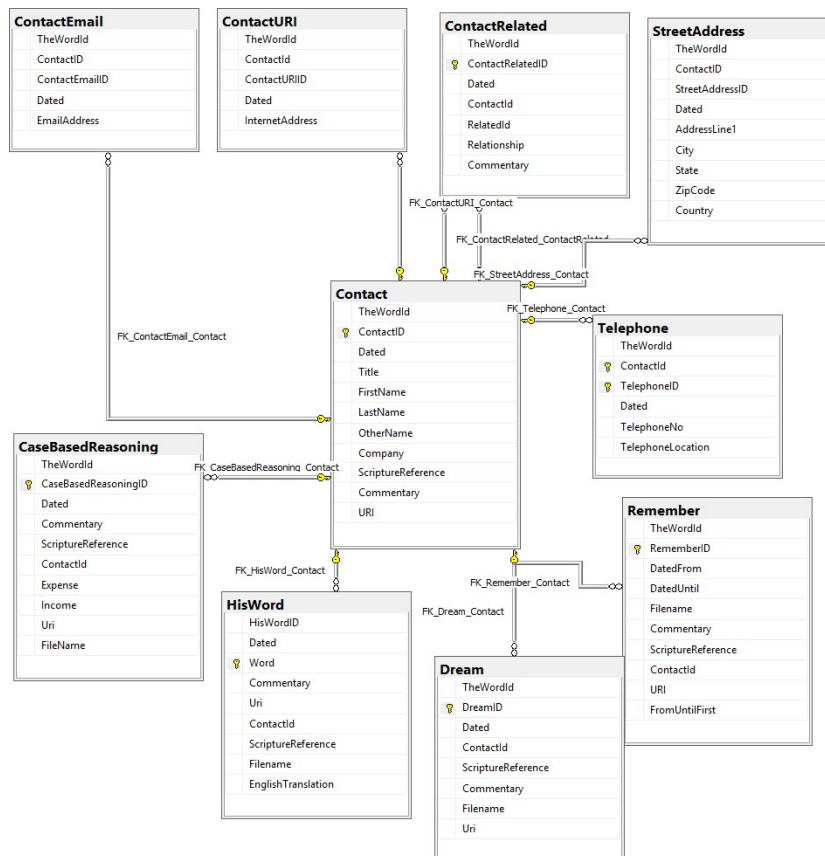 ContactEmail
TheWordId
ContactID
ContactEmailID
Dated
EmailAddress
ContactURI
TheWordId
ContactId
ContactURIID
Dated
InternetAddress
ContactRelated
TheWordId
ContactRelatedID
Dated
ContactId
RelatedId
Relationship
Commentary
StreetAddress
TheWordId
ContactID
StreetAddressID
Dated
AddressLine1
City
State
ZipCode
Country
FK_ContactURI_Contact
FK_ContactRelated_ContactRelated
FK_StreetAddress_Contact
FK_Telephone_Contact
FK_ContactEmail_Contact
Contact
TheWordId
ContactID
Dated
Title
FirstName
LastName
OtherName
Company
ScriptureReference
Commentary
URI
Telephone
TheWordId
ContactId
TelephoneID
Dated
TelephoneNo
TelephoneLocation
CaseBasedReasoning
TheWordId
CaseBasedReasoningID
Dated
Commentary
ScriptureReference
ContactId
Expense
Income
Uri
FileName
FK_CaseBasedReasoning_Contact
Remember
TheWordId
RememberID
DatedFrom
DatedUntil
Filename
Commentary
ScriptureReference
ContactId
URI
FromUntilFirst
FK_HisWord_Contact
FK_Remember_Contact
FK_Dream_Contact
HisWord
HisWordID
Dated
Word
Commentary
Uri
ContactId
ScriptureReference
Filename
EnglishTranslation
Dream
TheWordId
DreamID
Dated
ContactId
ScriptureReference
Commentary
Filename
Uri